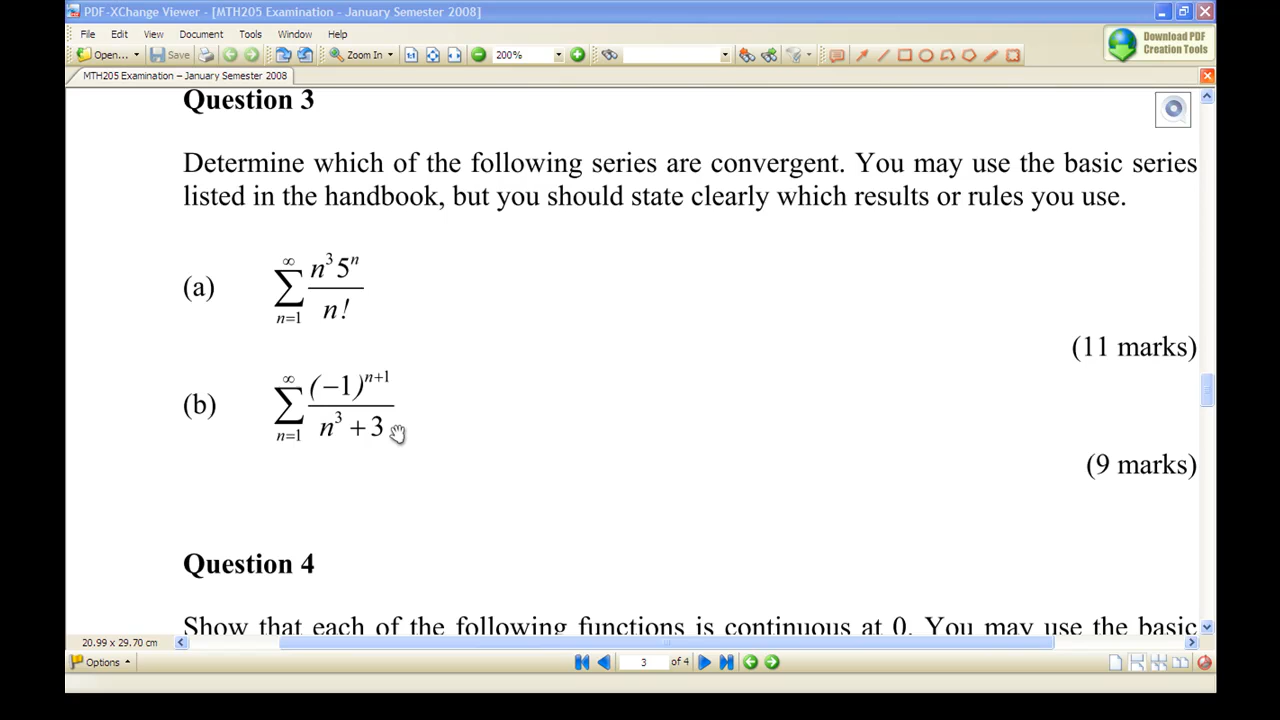 PDF-XChange Viewer - [MTH205 Examination - January Semester 2008]
File Edit View Document Tools Window Help
Open... Save Zoom In 200% Download PDF Creation Tools
MTH205 Examination – January Semester 2008
Question 3
Determine which of the following series are convergent. You may use the basic series
listed in the handbook, but you should state clearly which results or rules you use.
(a) ∑_{n=1}^{∞} n³5ⁿ / n!
(11 marks)
(b) ∑_{n=1}^{∞} (−1)ⁿ⁺¹ / (n³ + 3)
(9 marks)
Question 4
Show that each of the following functions is continuous at 0. You may use the basic
20.99 x 29.70 cm
Options 3 of 4